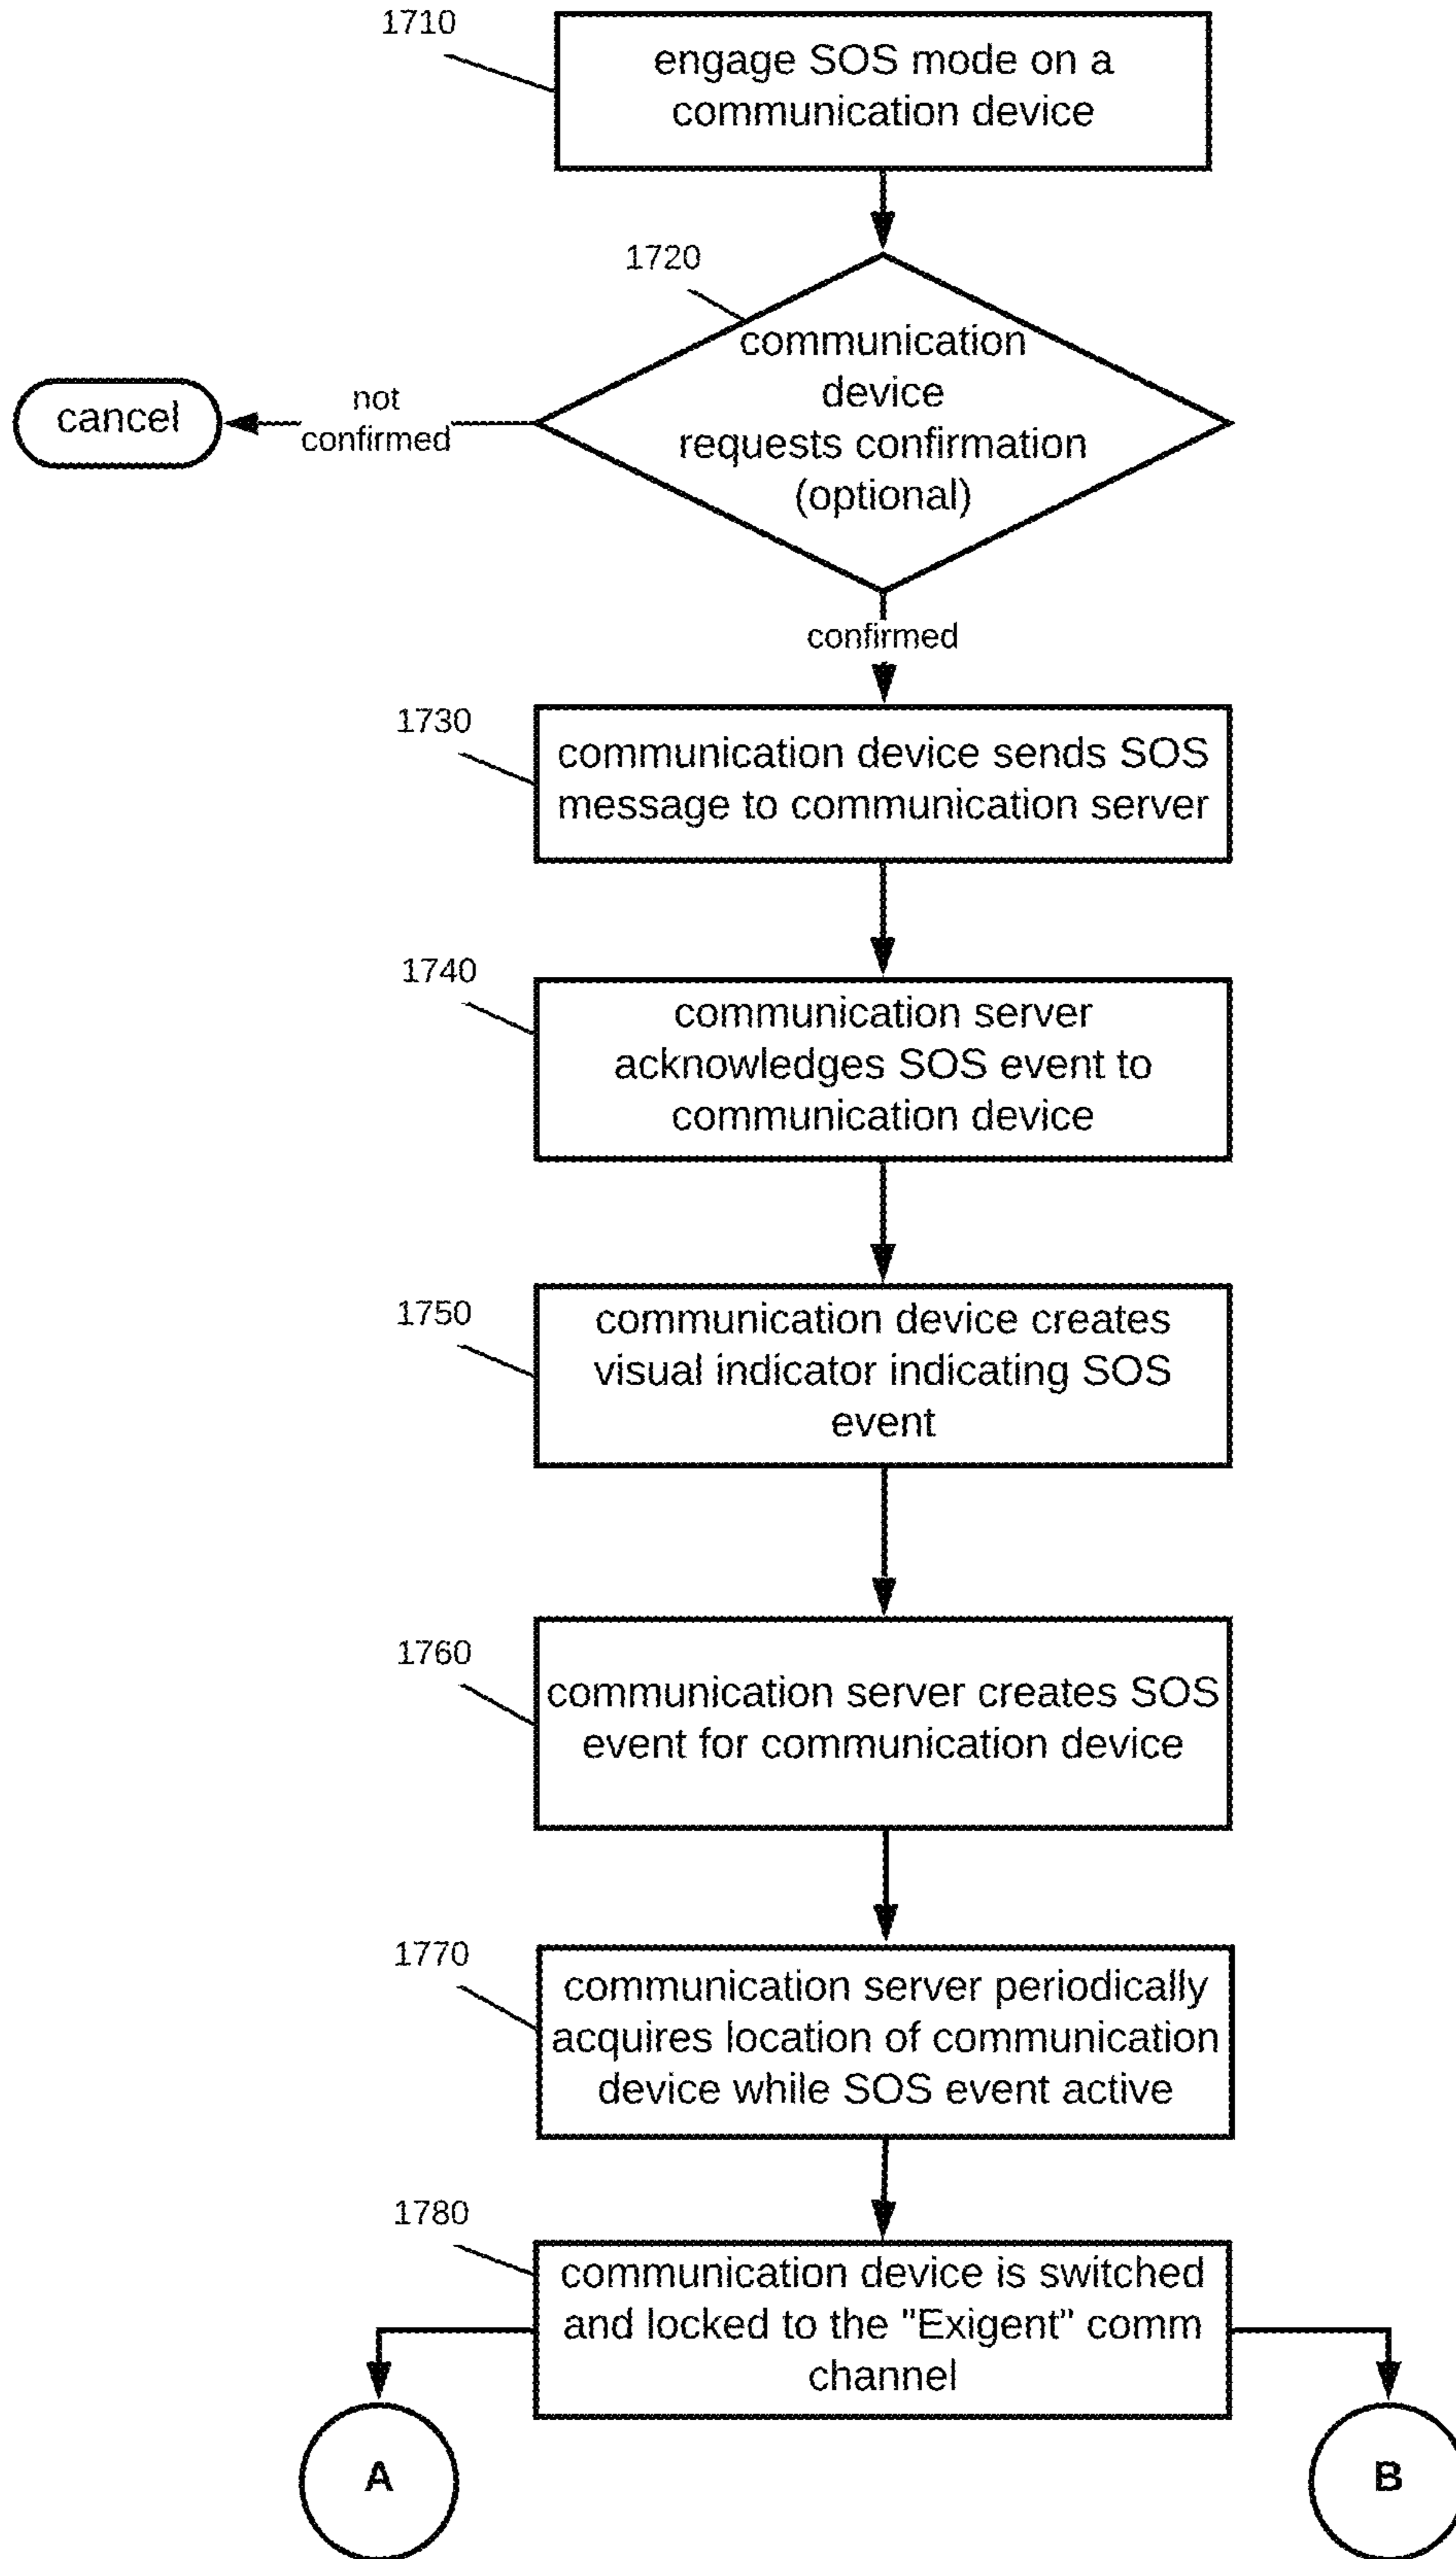 1710
engage SOS mode on a
communication device
1720
communication
device
requests confirmation
(optional)
not
confirmed
cancel
confirmed
1730
communication device sends SOS
message to communication server
1740
communication server
acknowledges SOS event to
communication device
1750
communication device creates
visual indicator indicating SOS
event
1760
communication server creates SOS
event for communication device
1770
communication server periodically
acquires location of communication
device while SOS event active
1780
communication device is switched
and locked to the "Exigent" comm
channel
A
B